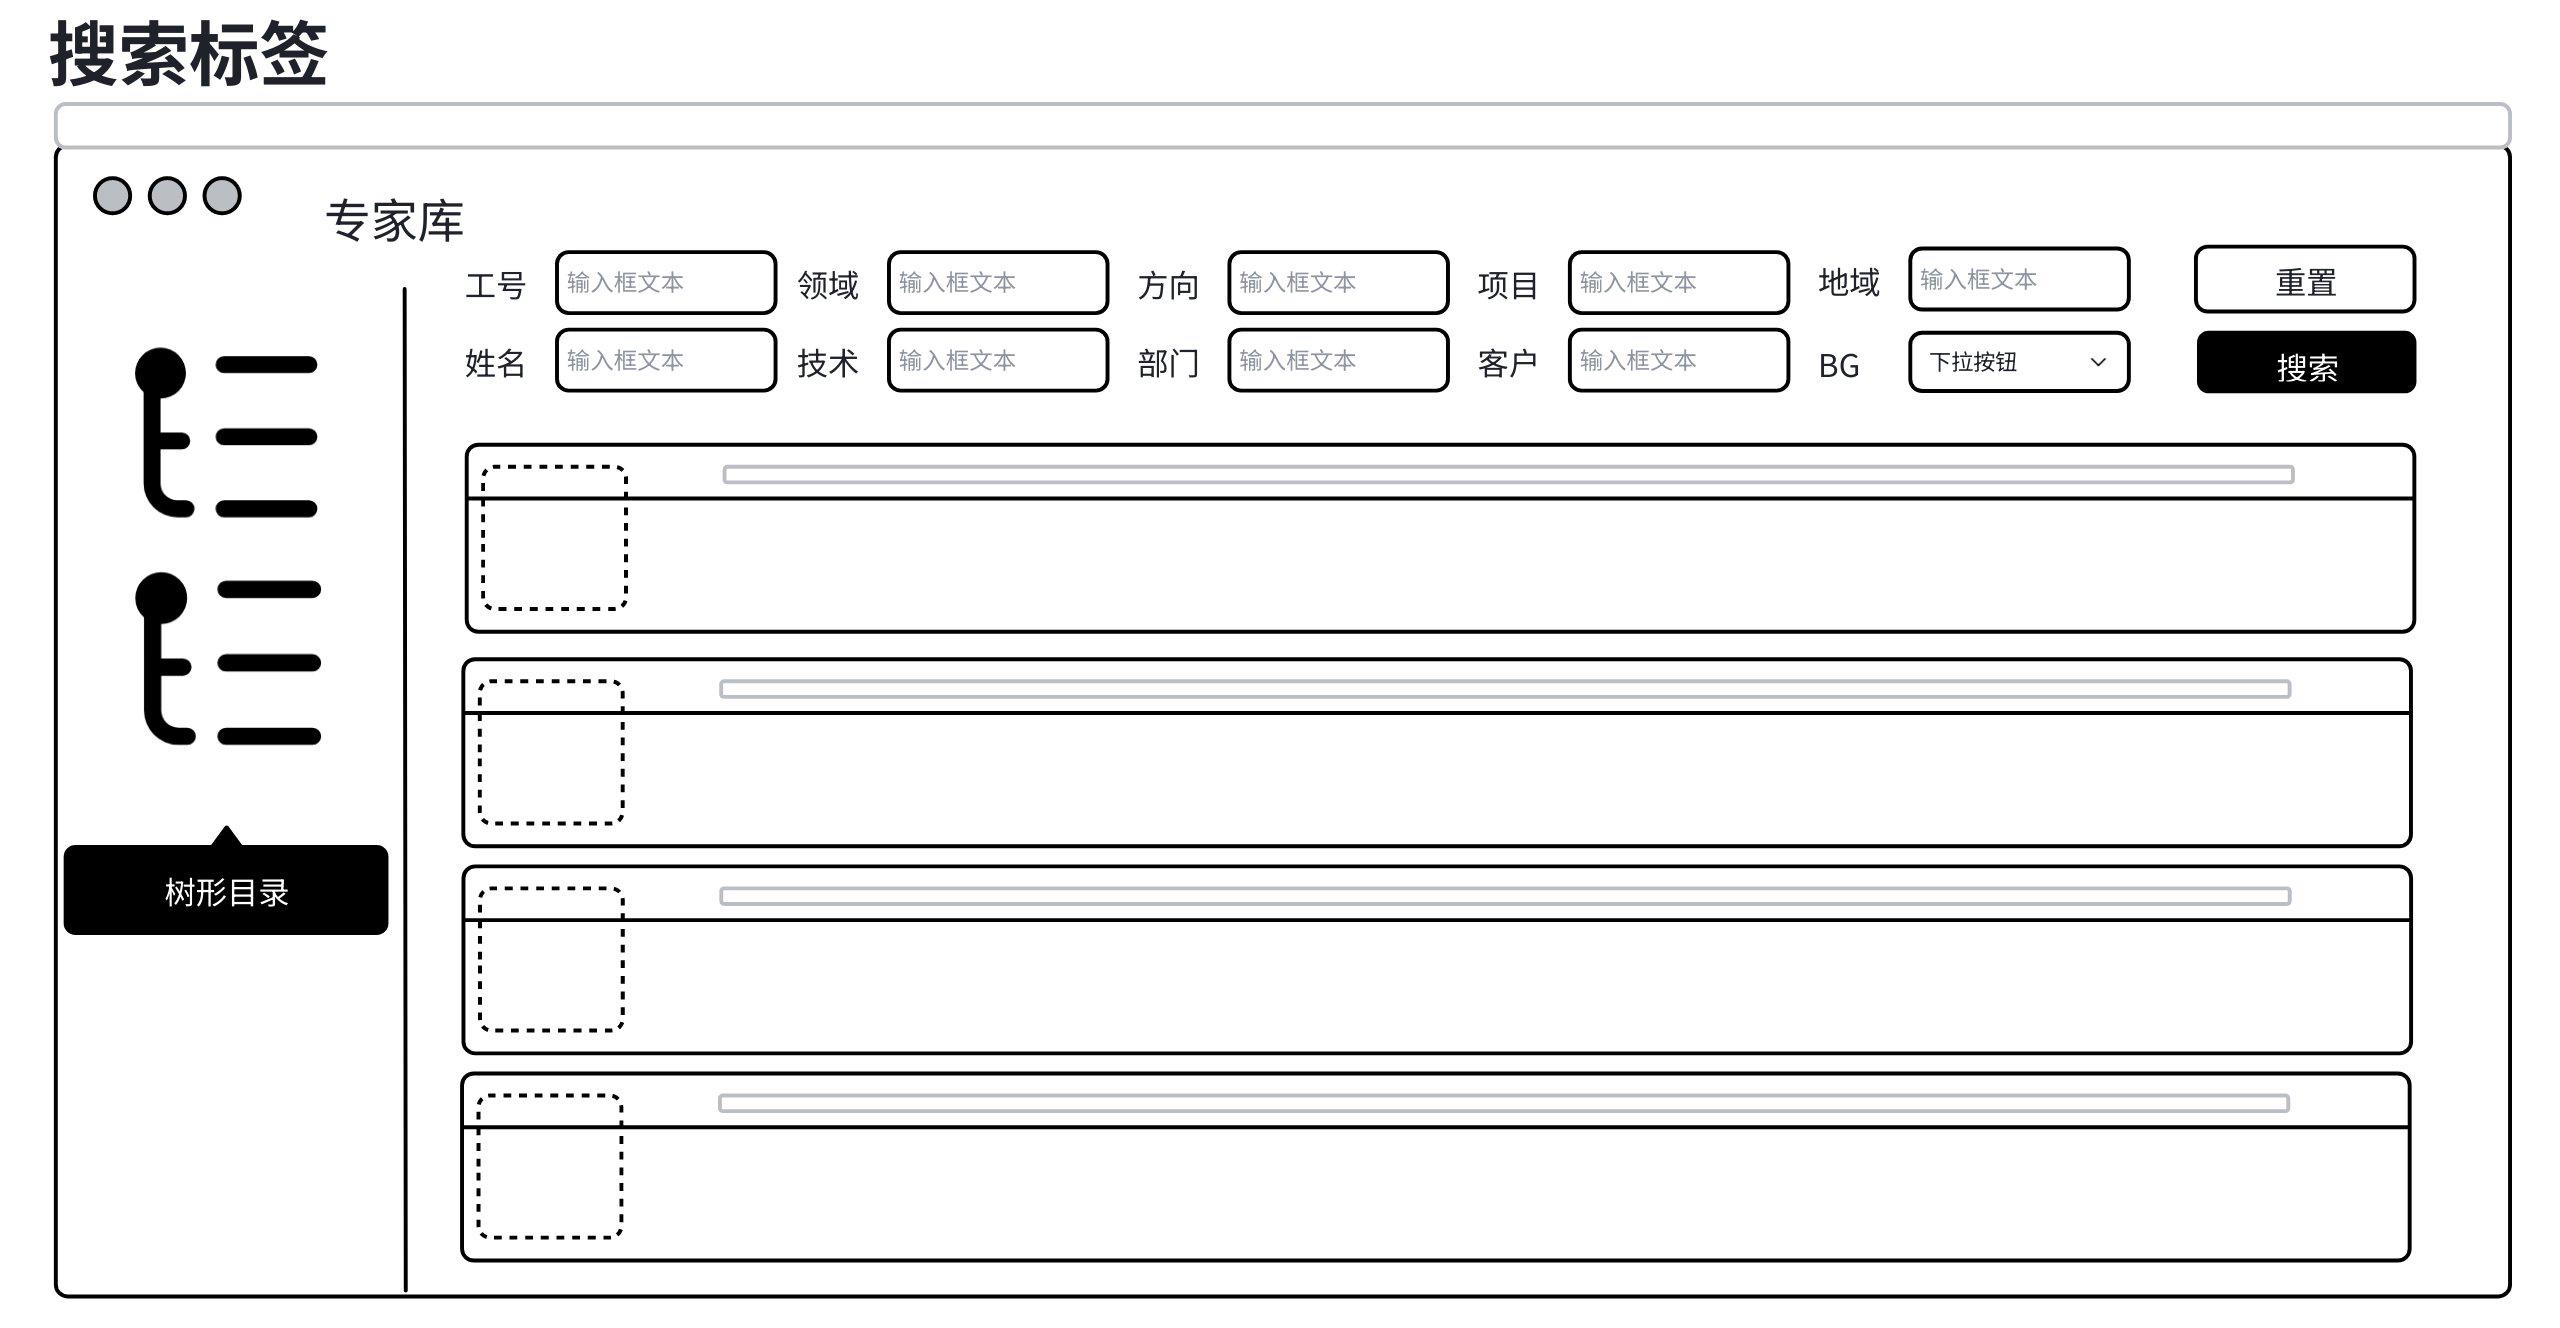 搜索标签
专家库
工号 输入框文本 领域 输入框文本 方向 输入框文本 项目 输入框文本 地域 输入框文本 重置
姓名 输入框文本 技术 输入框文本 部门 输入框文本 客户 输入框文本 BG 下拉按钮 搜索
树形目录